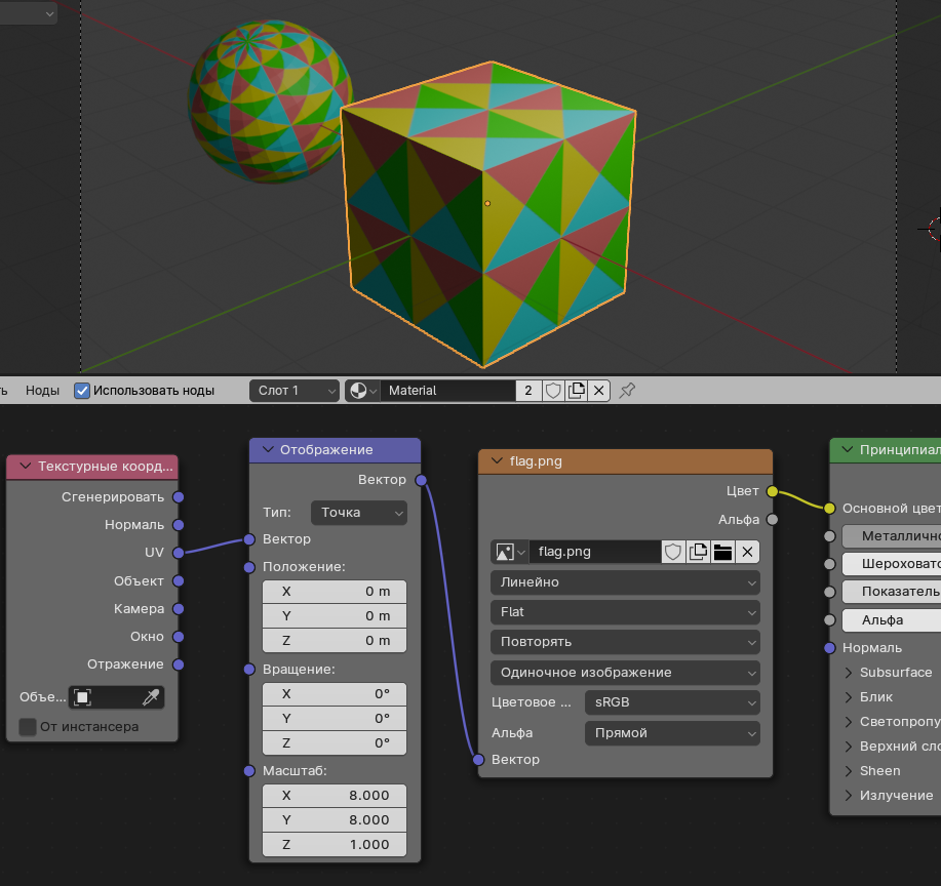 ть Ноды Использовать ноды Слот 1 Material 2
Текстурные коорд...
Сгенерировать
Нормаль
UV
Объект
Камера
Окно
Отражение
Объе...
От инстансера
Отображение
Вектор
Тип: Точка
Вектор
Положение:
X 0 m
Y 0 m
Z 0 m
Вращение:
X 0°
Y 0°
Z 0°
Масштаб:
X 8.000
Y 8.000
Z 1.000
flag.png
Цвет
Альфа
flag.png
Линейно
Flat
Повторять
Одиночное изображение
Цветовое ... sRGB
Альфа Прямой
Вектор
Принципиал
Основной цвет
Металлично
Шероховато
Показатель
Альфа
Нормаль
Subsurface
Блик
Светопропу
Верхний сло
Sheen
Излучение